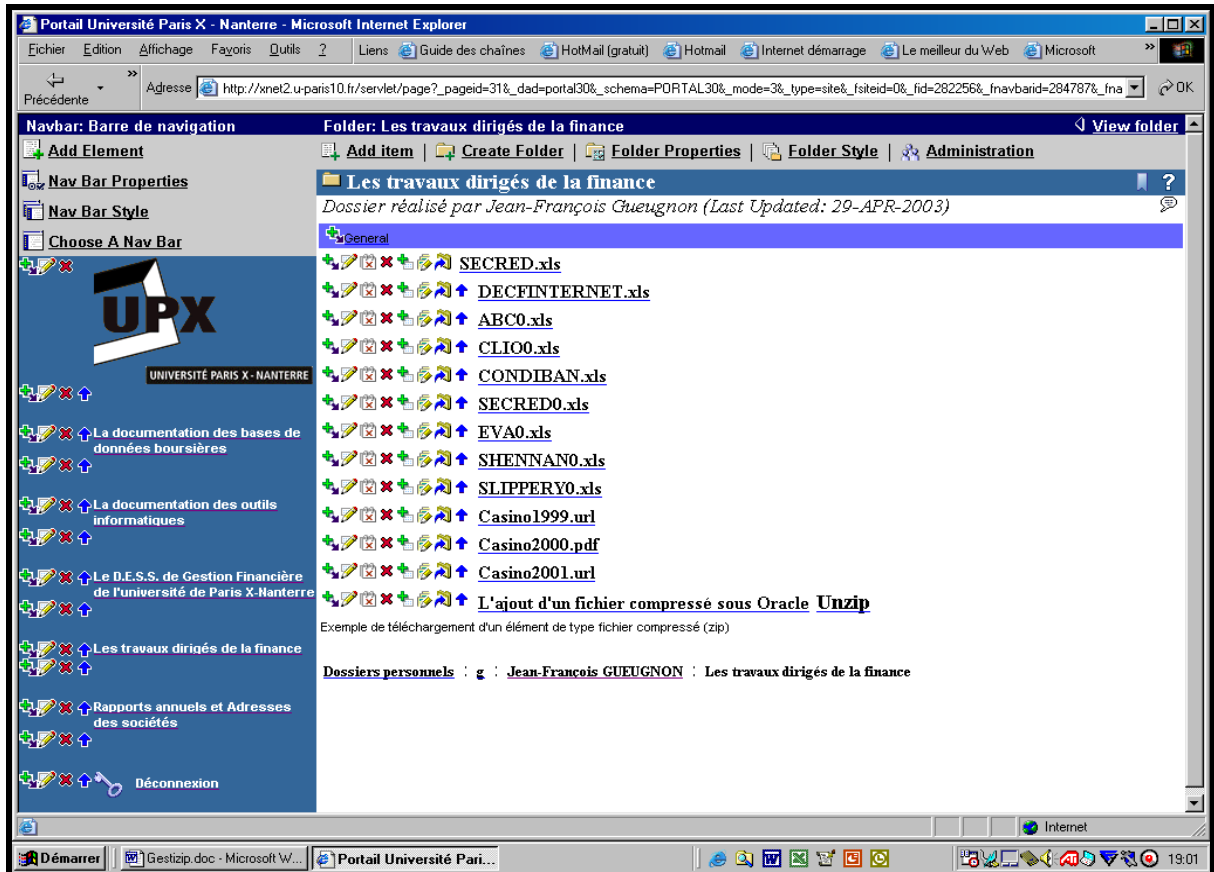 Portail Université Paris X - Nanterre - Microsoft Internet Explorer
Fichier Edition Affichage Favoris Outils ? Liens Guide des chaînes HotMail (gratuit) Hotmail Internet démarrage Le meilleur du Web Microsoft »
Précédente » Adresse http://xnet2.u-paris10.fr/servlet/page?_pageid=31&_dad=portal30&_schema=PORTAL30&_mode=3&_type=site&_fsiteid=0&_fid=282256&_fnavbarid=284787&_fna OK
Navbar: Barre de navigation
Add Element
Nav Bar Properties
Nav Bar Style
Choose A Nav Bar
UPX
UNIVERSITÉ PARIS X - NANTERRE
La documentation des bases de
données boursières
La documentation des outils
informatiques
Le D.E.S.S. de Gestion Financière
de l'université de Paris X-Nanterre
Les travaux dirigés de la finance
Rapports annuels et Adresses
des sociétés
Déconnexion
Folder: Les travaux dirigés de la finance View folder
Add item | Create Folder | Folder Properties | Folder Style | Administration
Les travaux dirigés de la finance ?
Dossier réalisé par Jean-François Gueugnon (Last Updated: 29-APR-2003)
General
SECRED.xls
DECFINTERNET.xls
ABC0.xls
CLIO0.xls
CONDIBAN.xls
SECRED0.xls
EVA0.xls
SHENNAN0.xls
SLIPPERY0.xls
Casino1999.url
Casino2000.pdf
Casino2001.url
L'ajout d'un fichier compressé sous Oracle Unzip
Exemple de téléchargement d'un élément de type fichier compressé (zip)
Dossiers personnels : g : Jean-François GUEUGNON : Les travaux dirigés de la finance
Internet
Démarrer Gestizip.doc - Microsoft W... Portail Université Pari... 19:01